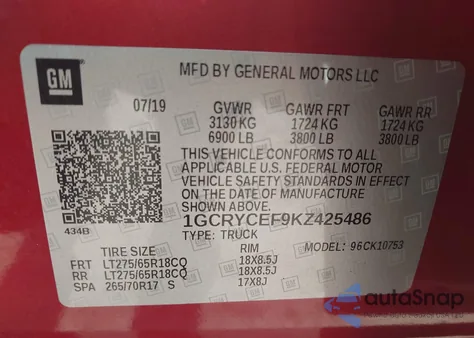 GM
MFD BY GENERAL MOTORS LLC
07/19 GVWR GAWR FRT GAWR RR
3130 KG 1724 KG 1724 KG
6900 LB 3800 LB 3800 LB
THIS VEHICLE CONFORMS TO ALL
APPLICABLE U.S. FEDERAL MOTOR
VEHICLE SAFETY STANDARDS IN EFFECT
ON THE DATE OF MANUFACTURE
SHOWN ABOVE.
1GCRYCEF9KZ425486
434B TYPE: TRUCK MODEL: 96CK10753
TIRE SIZE RIM
FRT LT275/65R18CQ 18X8.5J
RR LT275/65R18CQ 18X8.5J
SPA 265/70R17 S 17X8J
autoSnap